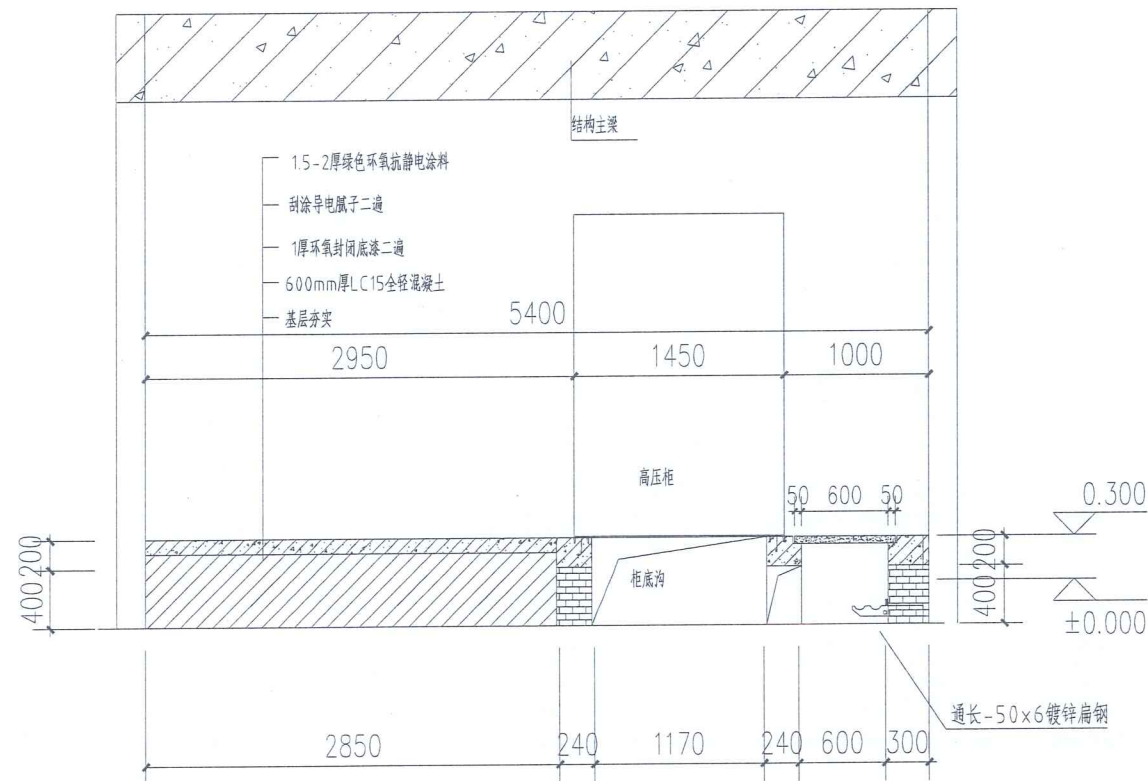 结构主梁
1.5-2厚绿色环氧抗静电涂料
刮涂导电腻子二遍
1厚环氧封闭底漆二遍
600mm厚LC15全轻混凝土
基层夯实
5400
2950
1450
1000
高压柜
50
600
50
0.300
200
400
柜底沟
200
400
±0.000
通长-50x6镀锌扁钢
2850
240
1170
240
600
300